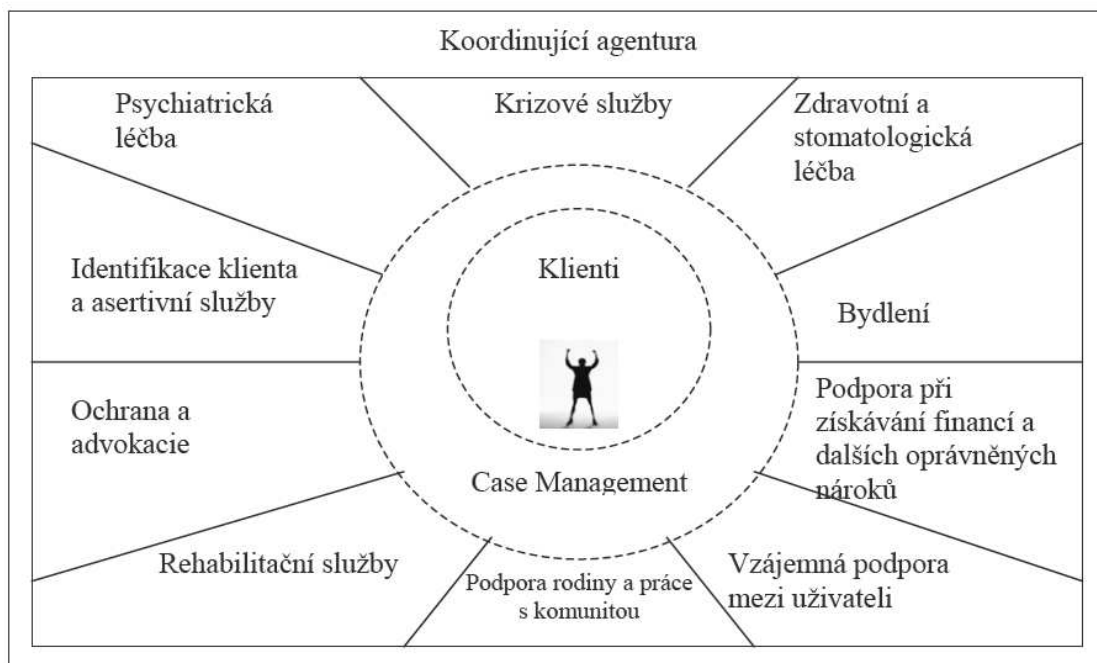 Koordinující agentura
Psychiatrická
léčba
Krizové služby
Zdravotní a
stomatologická
léčba
Identifikace klienta
a asertivní služby
Klienti
Bydlení
Ochrana a
advokacie
Podpora při
získávání financí a
dalších oprávněných
nároků
Case Management
Rehabilitační služby
Podpora rodiny a práce
s komunitou
Vzájemná podpora
mezi uživateli